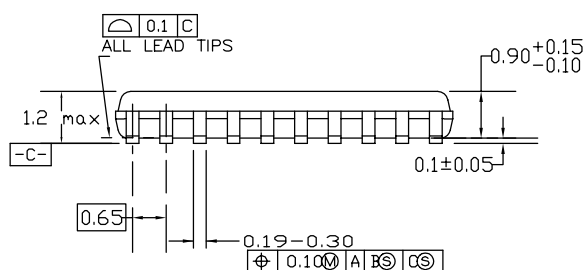 0.1 C
ALL LEAD TIPS
0.90 +0.15 -0.10
1.2 max
-C-
0.1±0.05
0.65
0.19-0.30
⌖ 0.10Ⓜ A BⓈ CⓈ